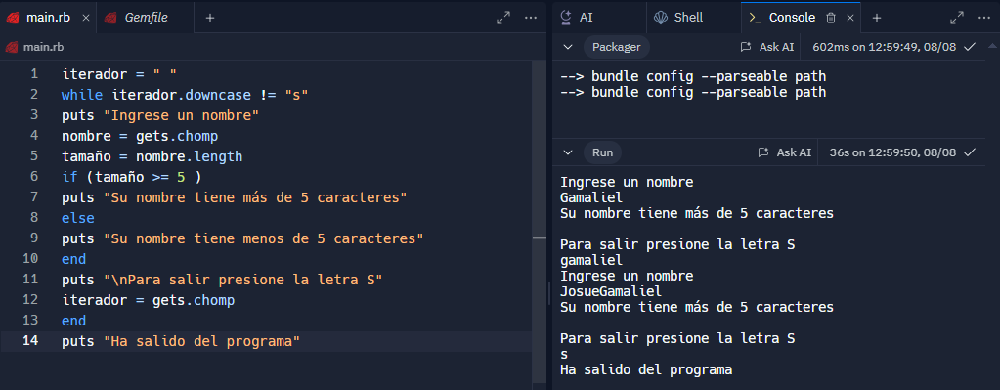 main.rb
Gemfile
main.rb
1 iterador = " "
2 while iterador.downcase != "s"
3 puts "Ingrese un nombre"
4 nombre = gets.chomp
5 tamaño = nombre.length
6 if (tamaño >= 5 )
7 puts "Su nombre tiene más de 5 caracteres"
8 else
9 puts "Su nombre tiene menos de 5 caracteres"
10 end
11 puts "\nPara salir presione la letra S"
12 iterador = gets.chomp
13 end
14 puts "Ha salido del programa"
AI
Shell
Console
Packager
Ask AI
602ms on 12:59:49, 08/08
--> bundle config --parseable path
--> bundle config --parseable path
Run
Ask AI
36s on 12:59:50, 08/08
Ingrese un nombre
Gamaliel
Su nombre tiene más de 5 caracteres
Para salir presione la letra S
gamaliel
Ingrese un nombre
JosueGamaliel
Su nombre tiene más de 5 caracteres
Para salir presione la letra S
s
Ha salido del programa